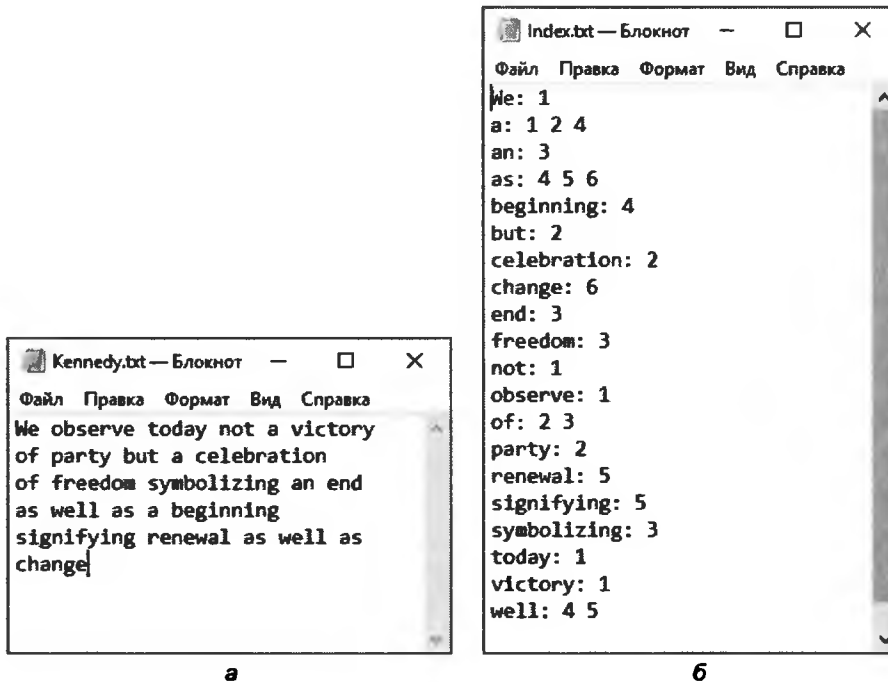 Kennedy.txt — Блокнот
Файл Правка Формат Вид Справка
We observe today not a victory
of party but a celebration
of freedom symbolizing an end
as well as a beginning
signifying renewal as well as
change
а
Index.txt — Блокнот
Файл Правка Формат Вид Справка
We: 1
a: 1 2 4
an: 3
as: 4 5 6
beginning: 4
but: 2
celebration: 2
change: 6
end: 3
freedom: 3
not: 1
observe: 1
of: 2 3
party: 2
renewal: 5
signifying: 5
symbolizing: 3
today: 1
victory: 1
well: 4 5
б